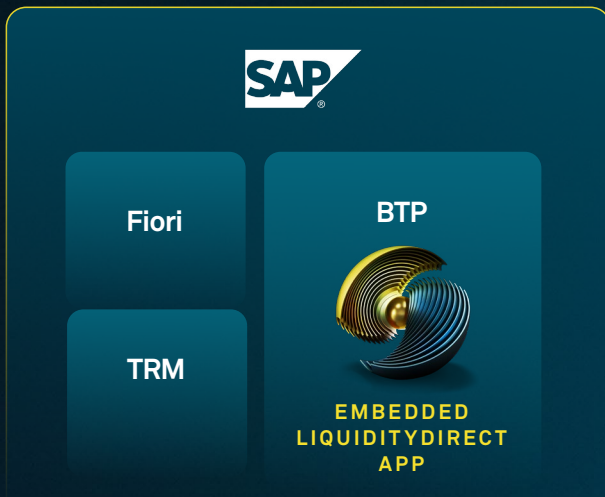 SAP
®
Fiori
BTP
TRM
EMBEDDED
LIQUIDITYDIRECT
APP